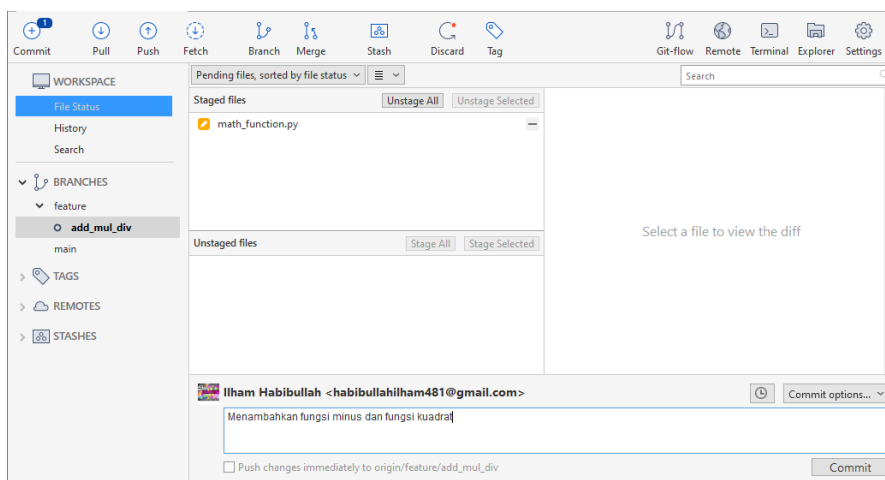 1
Commit Pull Push Fetch Branch Merge Stash Discard Tag Git-flow Remote Terminal Explorer Settings
WORKSPACE
File Status
History
Search
BRANCHES
feature
add_mul_div
main
TAGS
REMOTES
STASHES
Pending files, sorted by file status
Search
Staged files Unstage All Unstage Selected
math_function.py
Unstaged files Stage All Stage Selected
Select a file to view the diff
Ilham Habibullah <habibullahilham481@gmail.com> Commit options...
Menambahkan fungsi minus dan fungsi kuadrat
Push changes immediately to origin/feature/add_mul_div
Commit